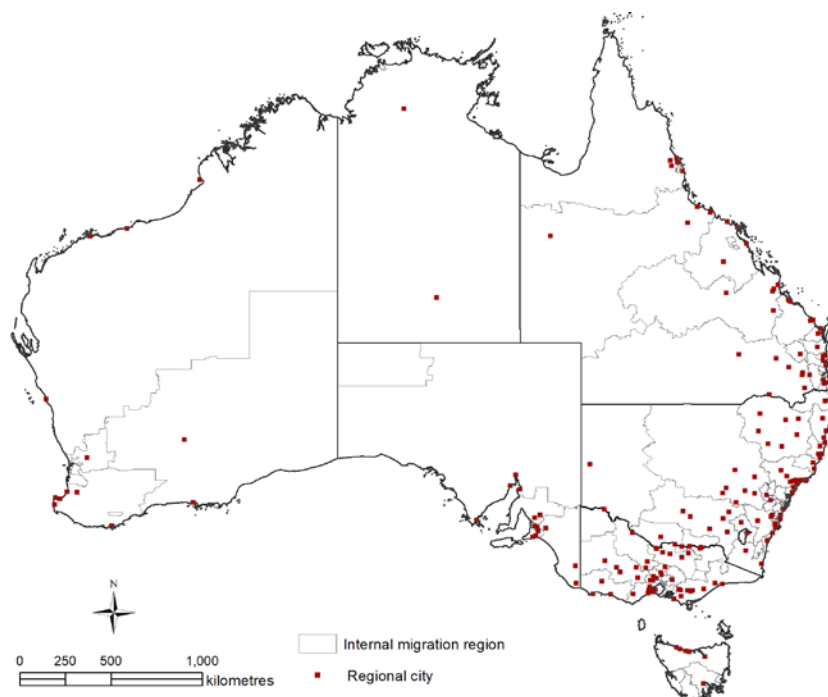 N
Internal migration region
0 250 500 1,000
kilometres
Regional city